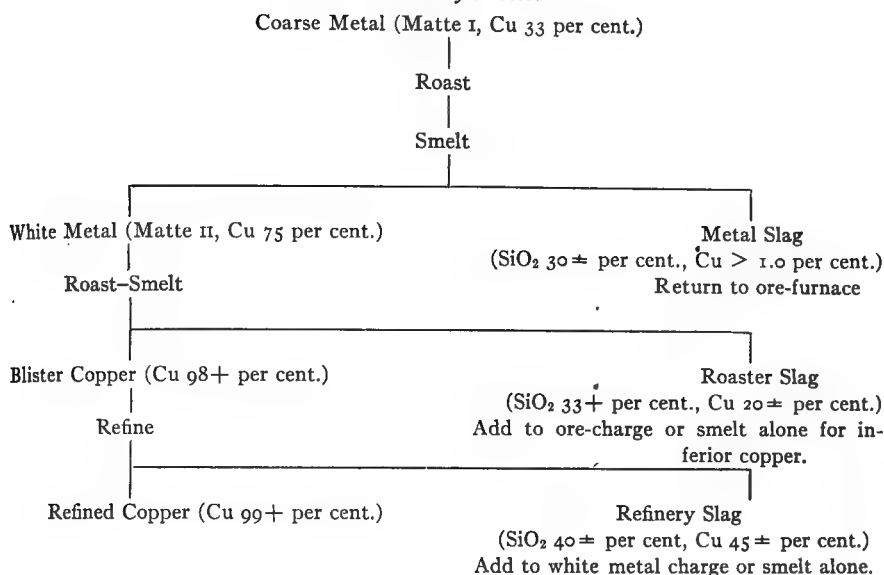 Coarse Metal (Matte I, Cu 33 per cent.)
Roast
Smelt
White Metal (Matte II, Cu 75 per cent.)
Metal Slag
(SiO₂ 30 ± per cent., Cu > 1.0 per cent.)
Roast–Smelt
Return to ore-furnace
Blister Copper (Cu 98+ per cent.)
Roaster Slag
(SiO₂ 33+ per cent., Cu 20 ± per cent.)
Refine
Add to ore-charge or smelt alone for in-
ferior copper.
Refined Copper (Cu 99+ per cent.)
Refinery Slag
(SiO₂ 40 ± per cent, Cu 45 ± per cent.)
Add to white metal charge or smelt alone.